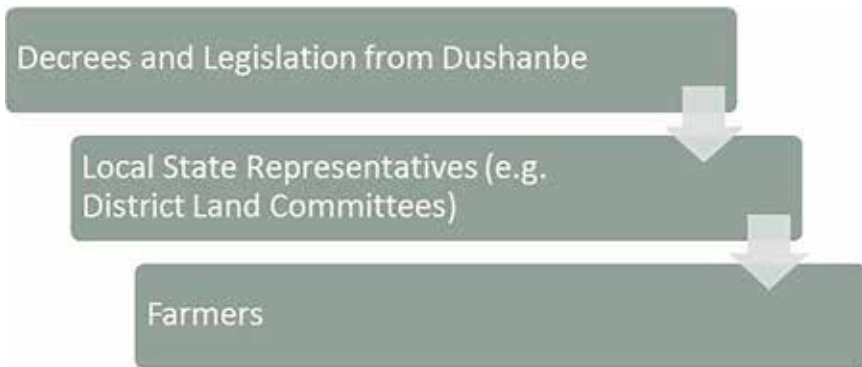 Decrees and Legislation from Dushanbe
Local State Representatives (e.g.
District Land Committees)
Farmers